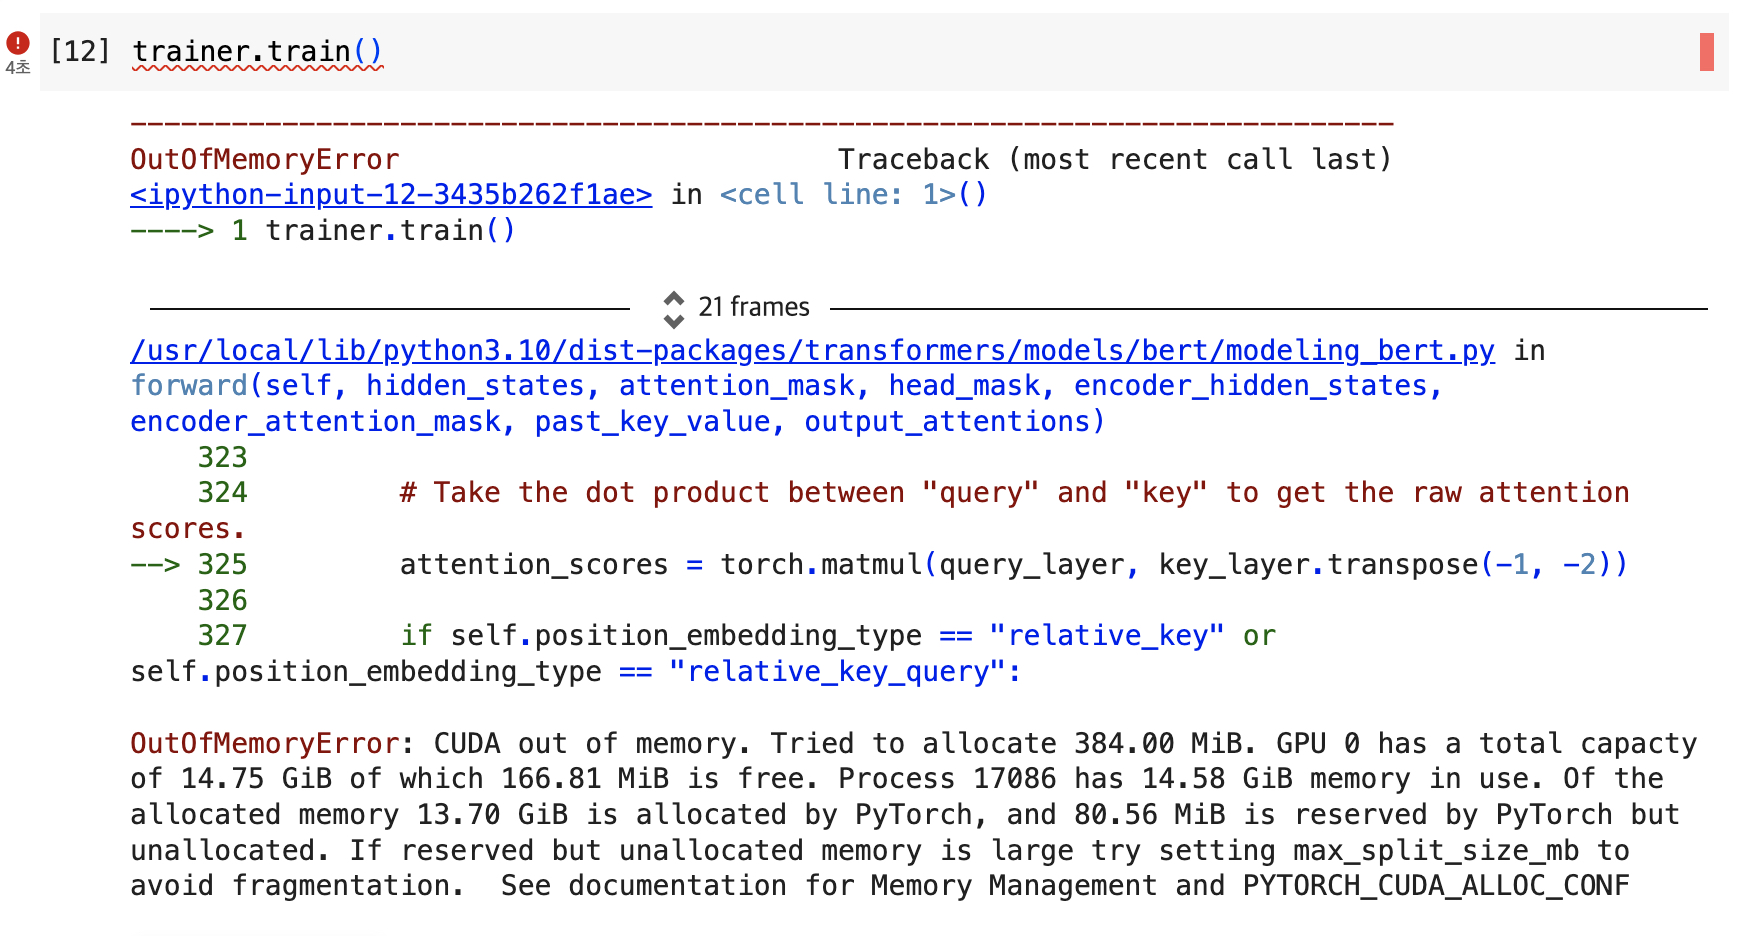 [12] trainer.train()
4초
---------------------------------------------------------------------------
OutOfMemoryError                          Traceback (most recent call last)
<ipython-input-12-3435b262f1ae> in <cell line: 1>()
----> 1 trainer.train()
21 frames
/usr/local/lib/python3.10/dist-packages/transformers/models/bert/modeling_bert.py in
forward(self, hidden_states, attention_mask, head_mask, encoder_hidden_states,
encoder_attention_mask, past_key_value, output_attentions)
    323
    324         # Take the dot product between "query" and "key" to get the raw attention
scores.
--> 325         attention_scores = torch.matmul(query_layer, key_layer.transpose(-1, -2))
    326
    327         if self.position_embedding_type == "relative_key" or
self.position_embedding_type == "relative_key_query":
OutOfMemoryError: CUDA out of memory. Tried to allocate 384.00 MiB. GPU 0 has a total capacty
of 14.75 GiB of which 166.81 MiB is free. Process 17086 has 14.58 GiB memory in use. Of the
allocated memory 13.70 GiB is allocated by PyTorch, and 80.56 MiB is reserved by PyTorch but
unallocated. If reserved but unallocated memory is large try setting max_split_size_mb to
avoid fragmentation.  See documentation for Memory Management and PYTORCH_CUDA_ALLOC_CONF